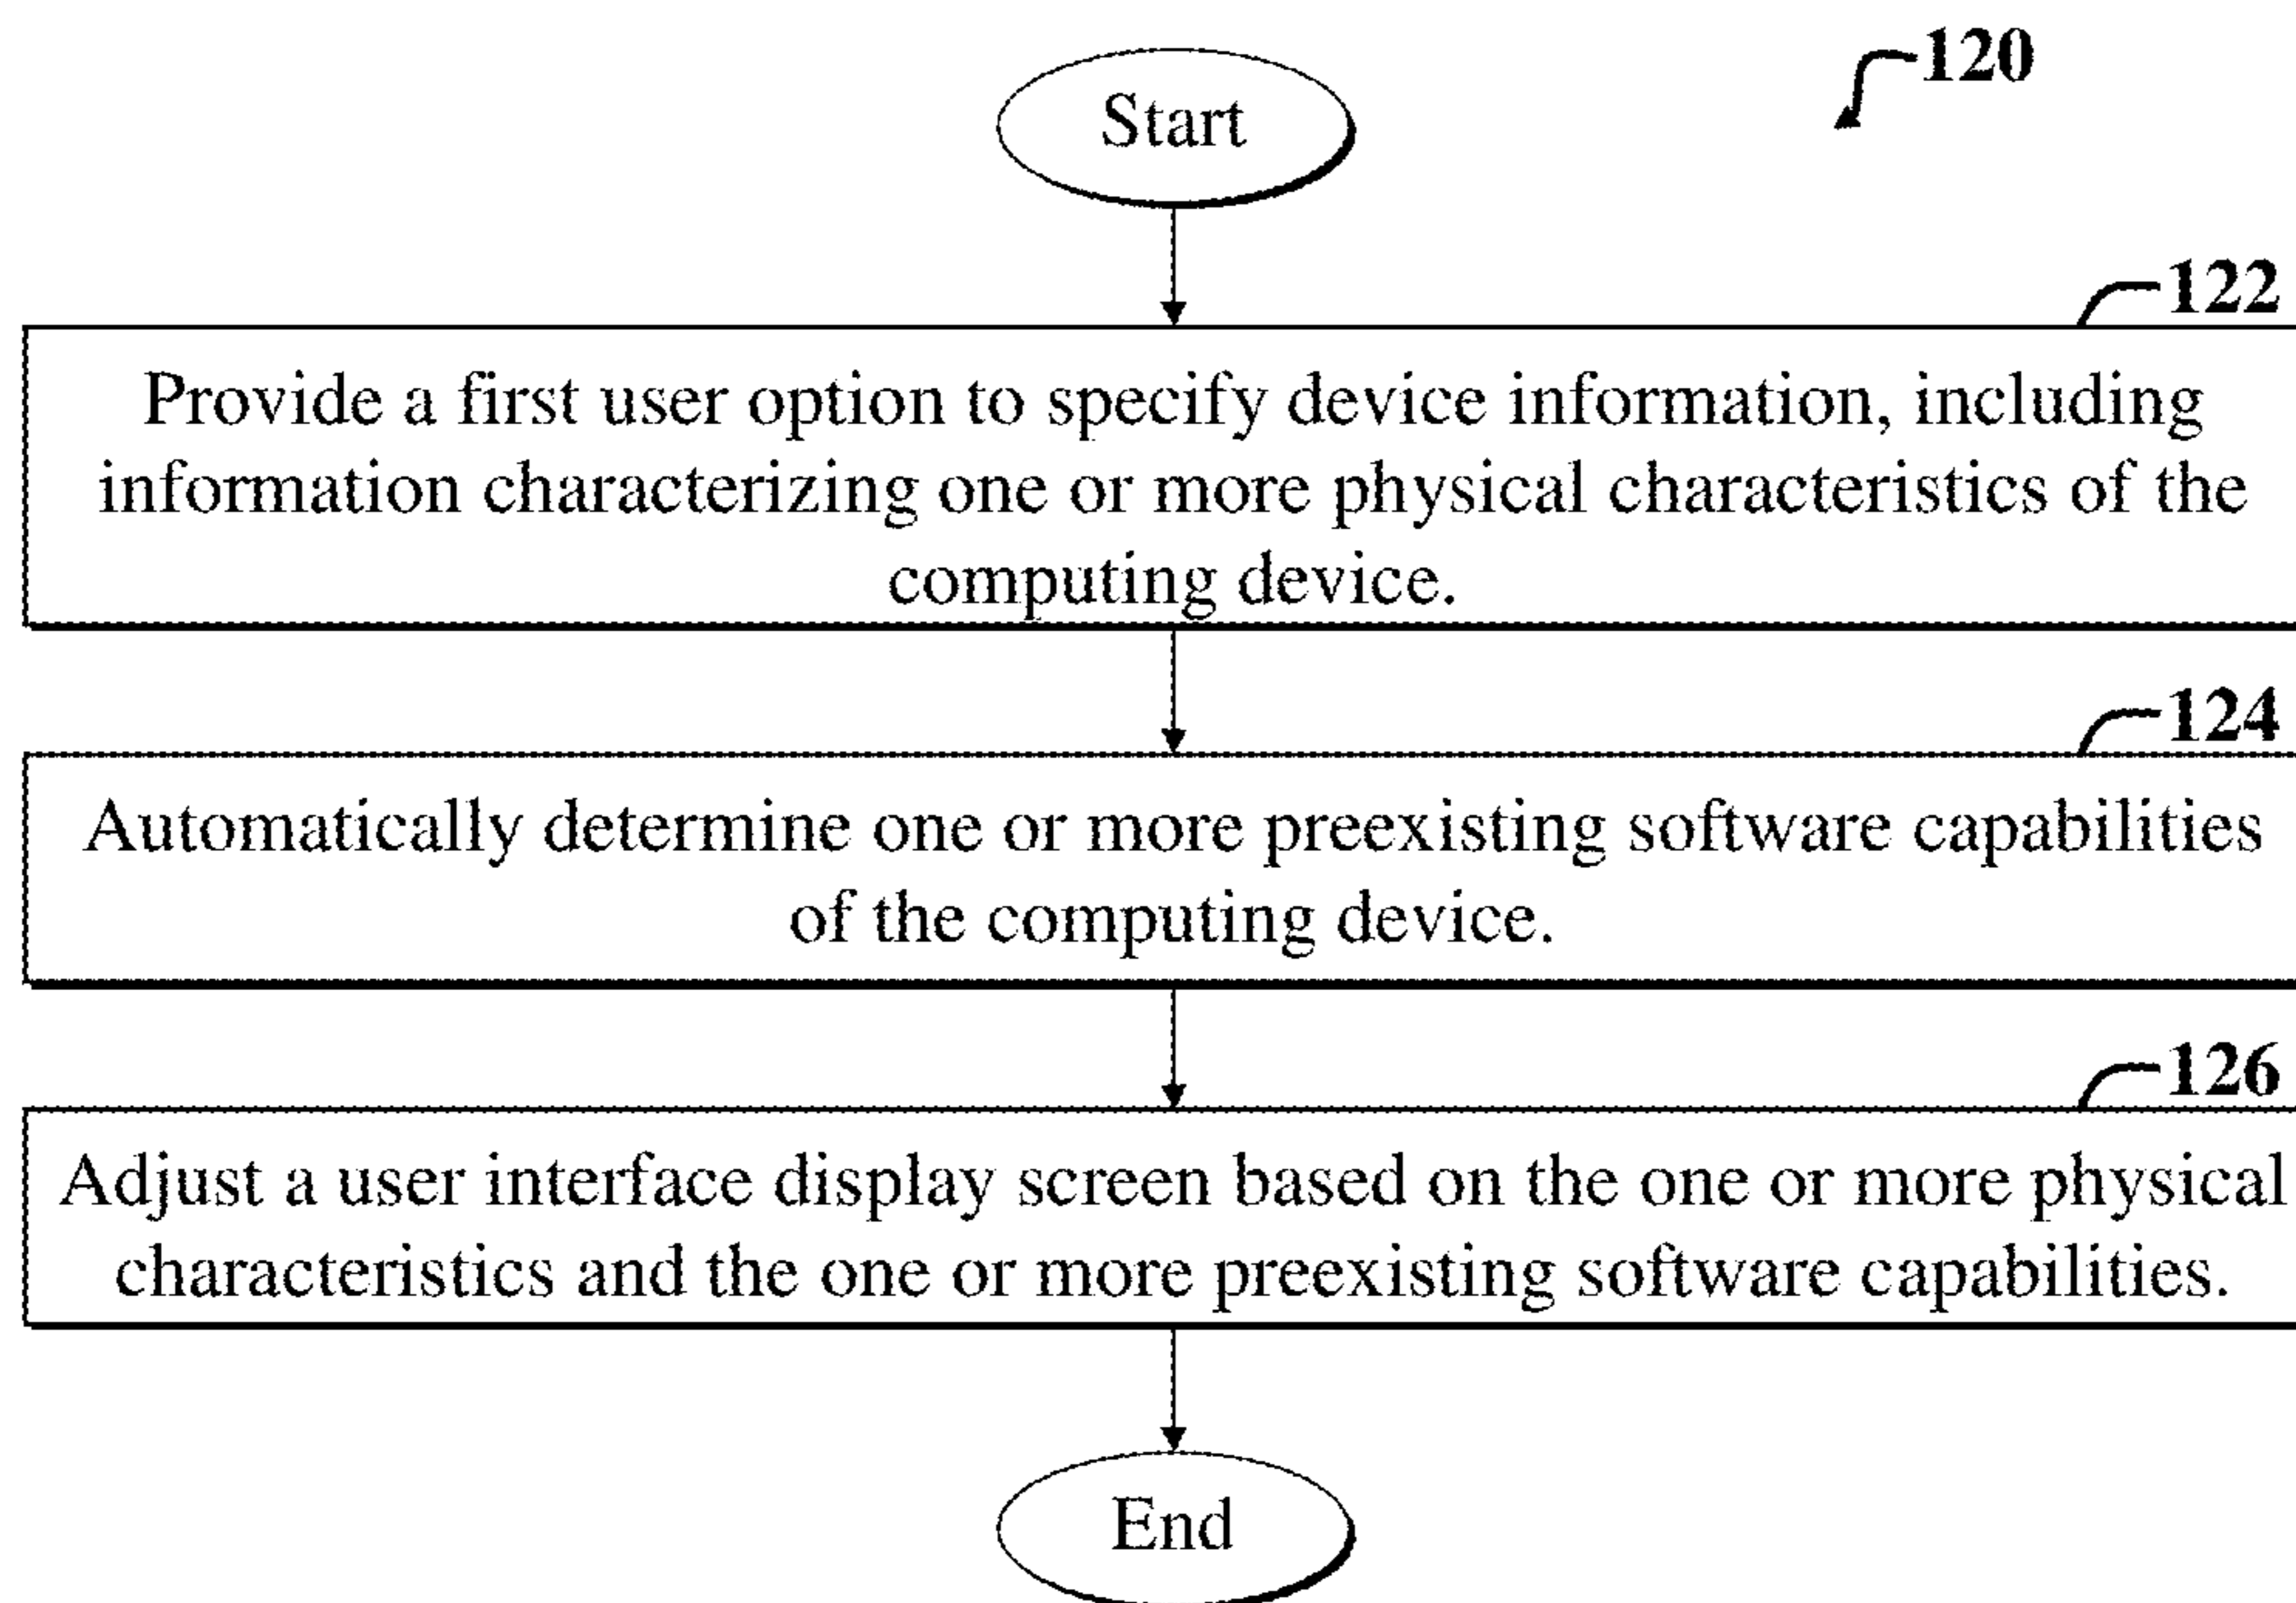 120
Start
122
Provide a first user option to specify device information, including
information characterizing one or more physical characteristics of the
computing device.
124
Automatically determine one or more preexisting software capabilities
of the computing device.
126
Adjust a user interface display screen based on the one or more physical
characteristics and the one or more preexisting software capabilities.
End